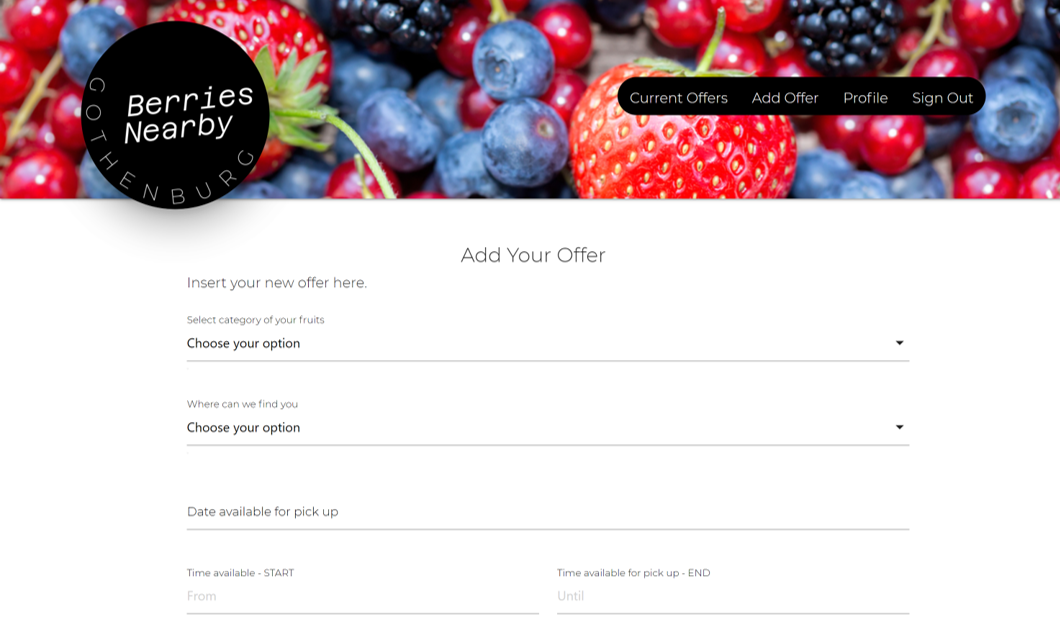 Berries
Nearby
GOTHENBURG
Current Offers Add Offer Profile Sign Out
Add Your Offer
Insert your new offer here.
Select category of your fruits
Choose your option
Where can we find you
Choose your option
Date available for pick up
Time available - START Time available for pick up - END
From Until